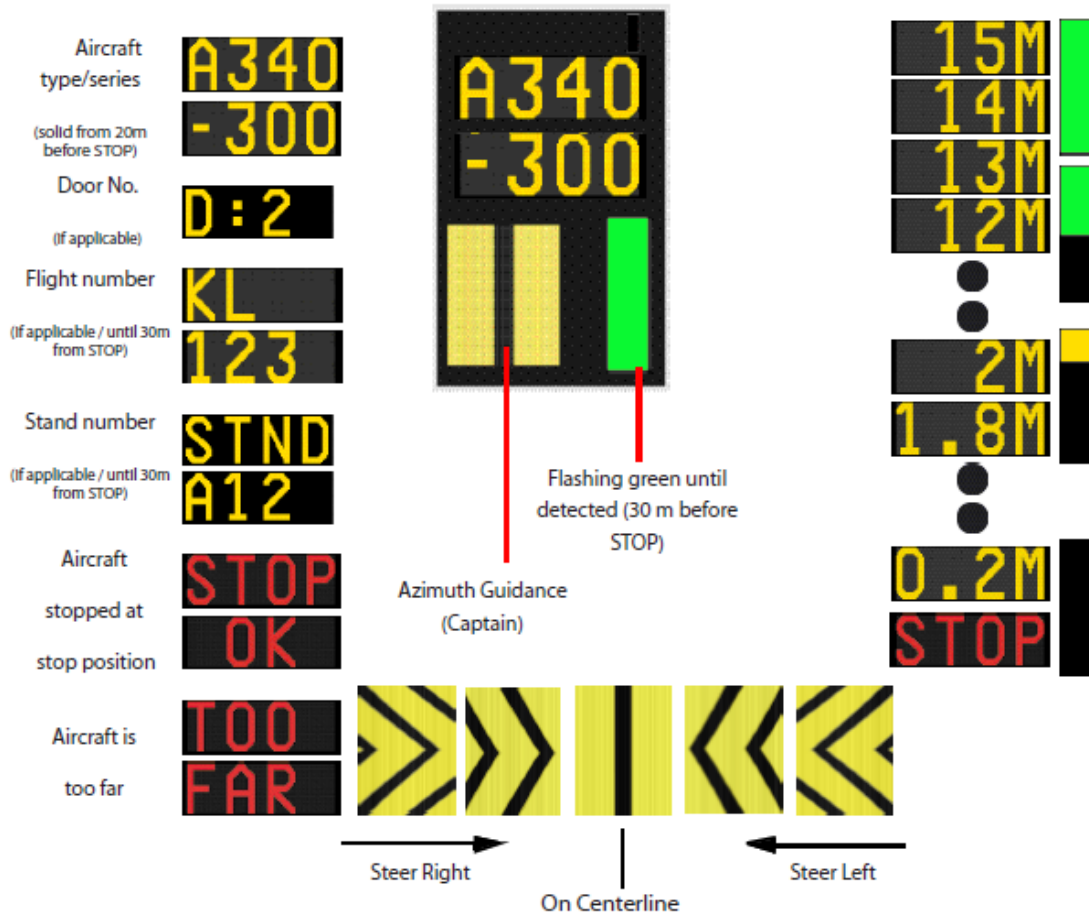 Aircraft
type/series
(solid from 20m
before STOP)
A340
-300
Door No.
(If applicable)
D:2
Flight number
(If applicable / until 30m
from STOP)
KL
123
Stand number
(If applicable / until 30m
from STOP)
STND
A12
Aircraft
stopped at
stop position
STOP
OK
Aircraft is
too far
TOO
FAR
A340
-300
Azimuth Guidance
(Captain)
Flashing green until
detected (30 m before
STOP)
15M
14M
13M
12M
2M
1.8M
0.2M
STOP
Steer Right
On Centerline
Steer Left